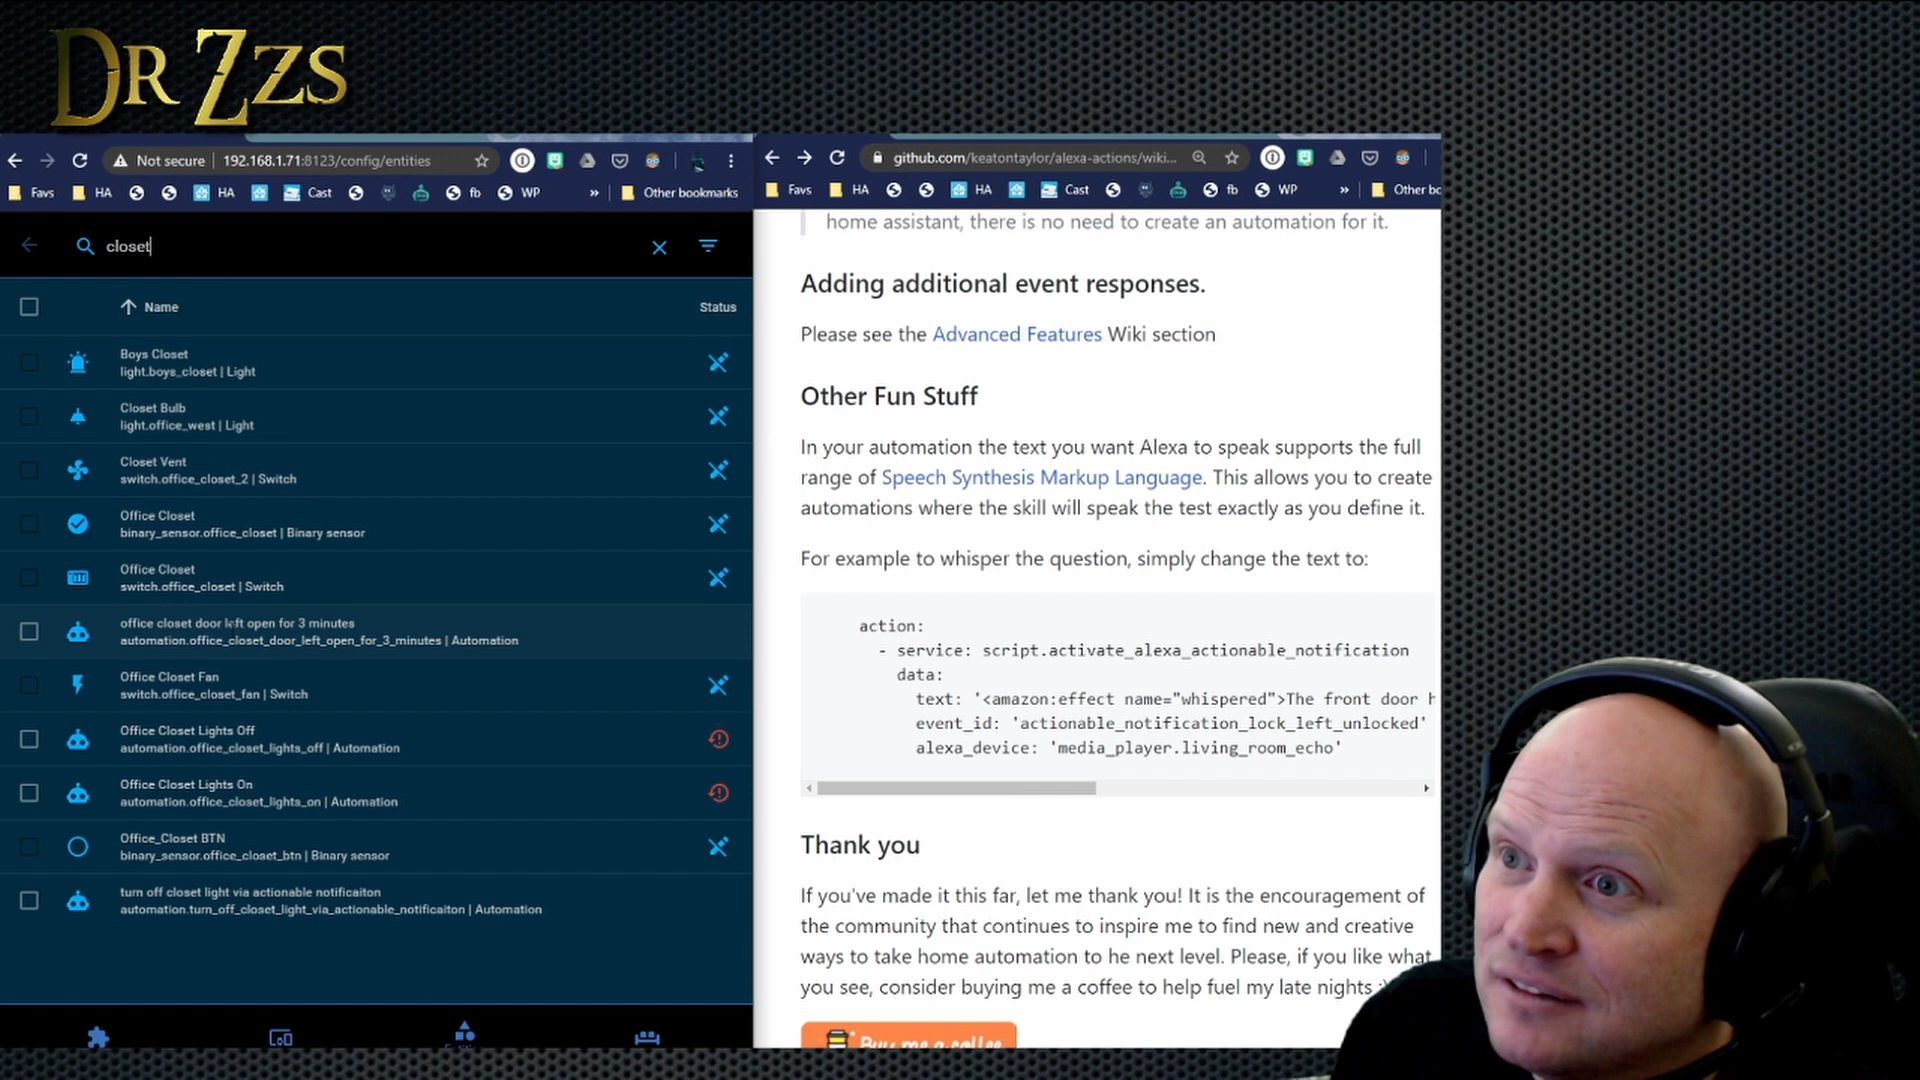 DR ZZS
Not secure | 192.168.1.71:8123/config/entities
Favs HA HA Cast fb WP » Other bookmarks
closet
Name Status
Boys Closet
light.boys_closet | Light
Closet Bulb
light.office_west | Light
Closet Vent
switch.office_closet_2 | Switch
Office Closet
binary_sensor.office_closet | Binary sensor
Office Closet
switch.office_closet | Switch
office closet door left open for 3 minutes
automation.office_closet_door_left_open_for_3_minutes | Automation
Office Closet Fan
switch.office_closet_fan | Switch
Office Closet Lights Off
automation.office_closet_lights_off | Automation
Office Closet Lights On
automation.office_closet_lights_on | Automation
Office_Closet BTN
binary_sensor.office_closet_btn | Binary sensor
turn off closet light via actionable notificaiton
automation.turn_off_closet_light_via_actionable_notificaiton | Automation
github.com/keatontaylor/alexa-actions/wiki...
Favs HA HA Cast fb WP » Other bo
home assistant, there is no need to create an automation for it.
Adding additional event responses.
Please see the Advanced Features Wiki section
Other Fun Stuff
In your automation the text you want Alexa to speak supports the full
range of Speech Synthesis Markup Language. This allows you to create
automations where the skill will speak the test exactly as you define it.
For example to whisper the question, simply change the text to:
action:
- service: script.activate_alexa_actionable_notification
data:
text: '<amazon:effect name="whispered">The front door h
event_id: 'actionable_notification_lock_left_unlocked'
alexa_device: 'media_player.living_room_echo'
Thank you
If you've made it this far, let me thank you! It is the encouragement of
the community that continues to inspire me to find new and creative
ways to take home automation to he next level. Please, if you like what
you see, consider buying me a coffee to help fuel my late nights :)
Buy me a coffee